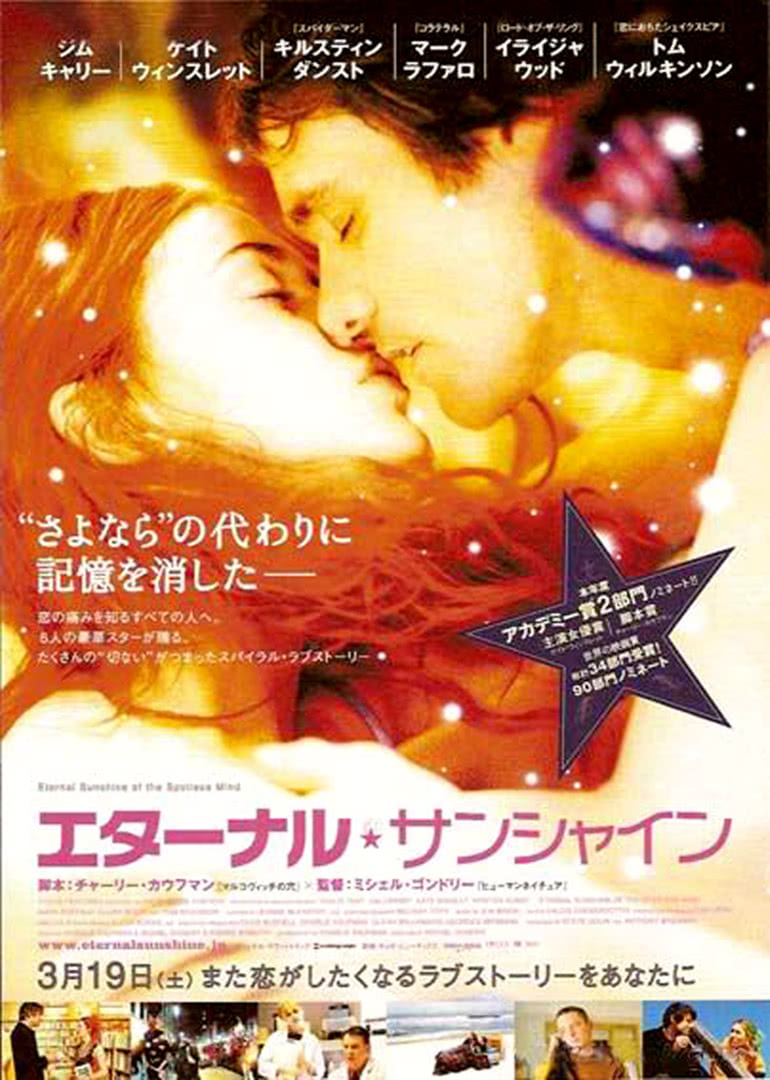 『スパイダーマン』 『コラテラル』 『ロード・オブ・ザ・リング』 『恋におちたシェイクスピア』
ジム ケイト キルスティン マーク イライジャ トム
キャリー ウィンスレット ダンスト ラファロ ウッド ウィルキンソン
“さよなら”の代わりに
記憶を消した──
恋の痛みを知るすべての人へ。
6人の豪華スターが贈る、
たくさんの“切ない”がつまったスパイラル・ラブストーリー
本年度
アカデミー賞2部門ノミネート!!
主演女優賞 脚本賞
世界の映画賞
34部門受賞!
90部門ノミネート
Eternal Sunshine of the Spotless Mind
エターナル★サンシャイン
脚本:チャーリー・カウフマン『マルコヴィッチの穴』×監督:ミシェル・ゴンドリー『ヒューマンネイチュア』
www.eternalsunshine.jp
3月19日(土) また恋がしたくなるラブストーリーをあなたに